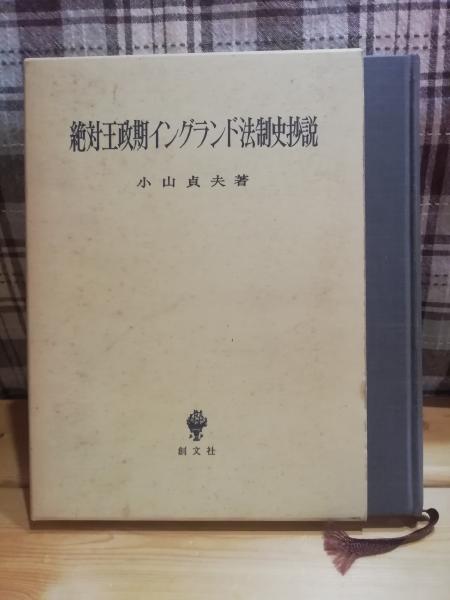 絶対王政期イングランド法制史抄説
小山貞夫著
創文社